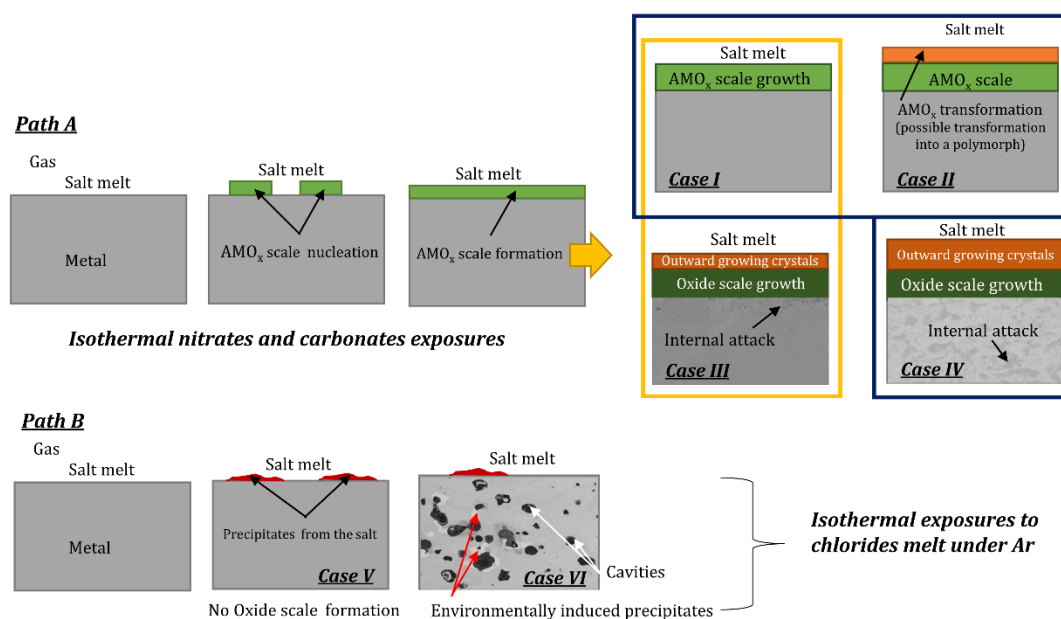 Path A
Gas
Salt melt
Metal
Salt melt
AMOₓ scale nucleation
Salt melt
AMOₓ scale formation
Isothermal nitrates and carbonates exposures
Salt melt
AMOₓ scale growth
Case I
Salt melt
AMOₓ scale
AMOₓ transformation
(possible transformation
into a polymorph)
Case II
Salt melt
Outward growing crystals
Oxide scale growth
Internal attack
Case III
Salt melt
Outward growing crystals
Oxide scale growth
Internal attack
Case IV
Path B
Gas
Salt melt
Metal
Salt melt
Precipitates from the salt
Case V
No Oxide scale formation
Salt melt
Case VI
Cavities
Environmentally induced precipitates
Isothermal exposures to
chlorides melt under Ar